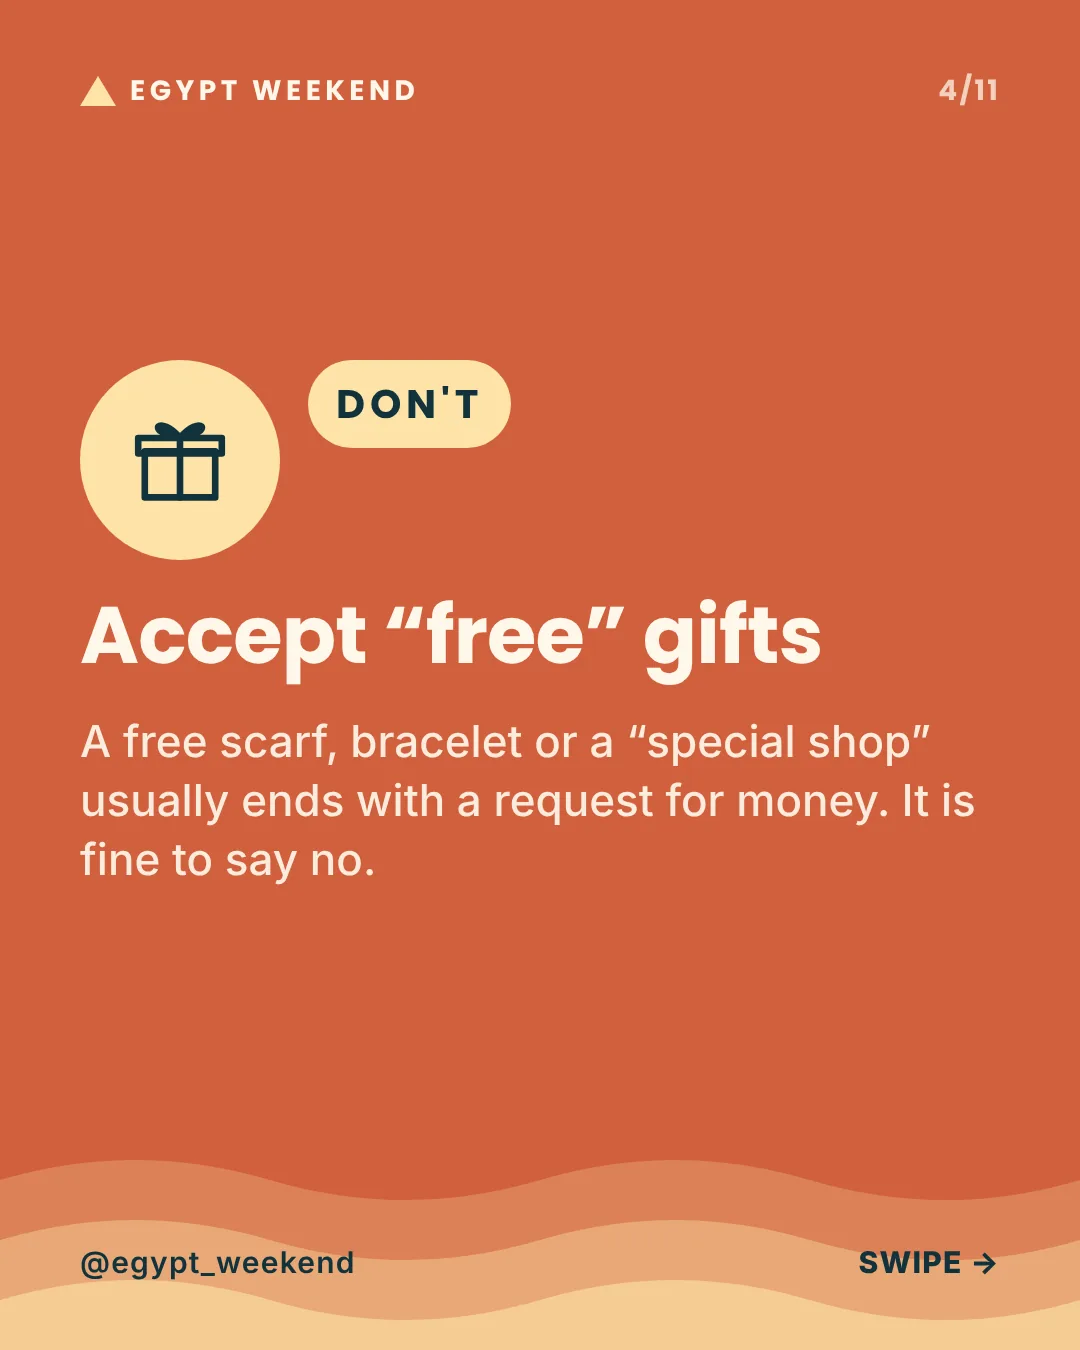 EGYPT WEEKEND
4/11
DON'T
Accept “free” gifts
A free scarf, bracelet or a “special shop”
usually ends with a request for money. It is
fine to say no.
@egypt_weekend
SWIPE →